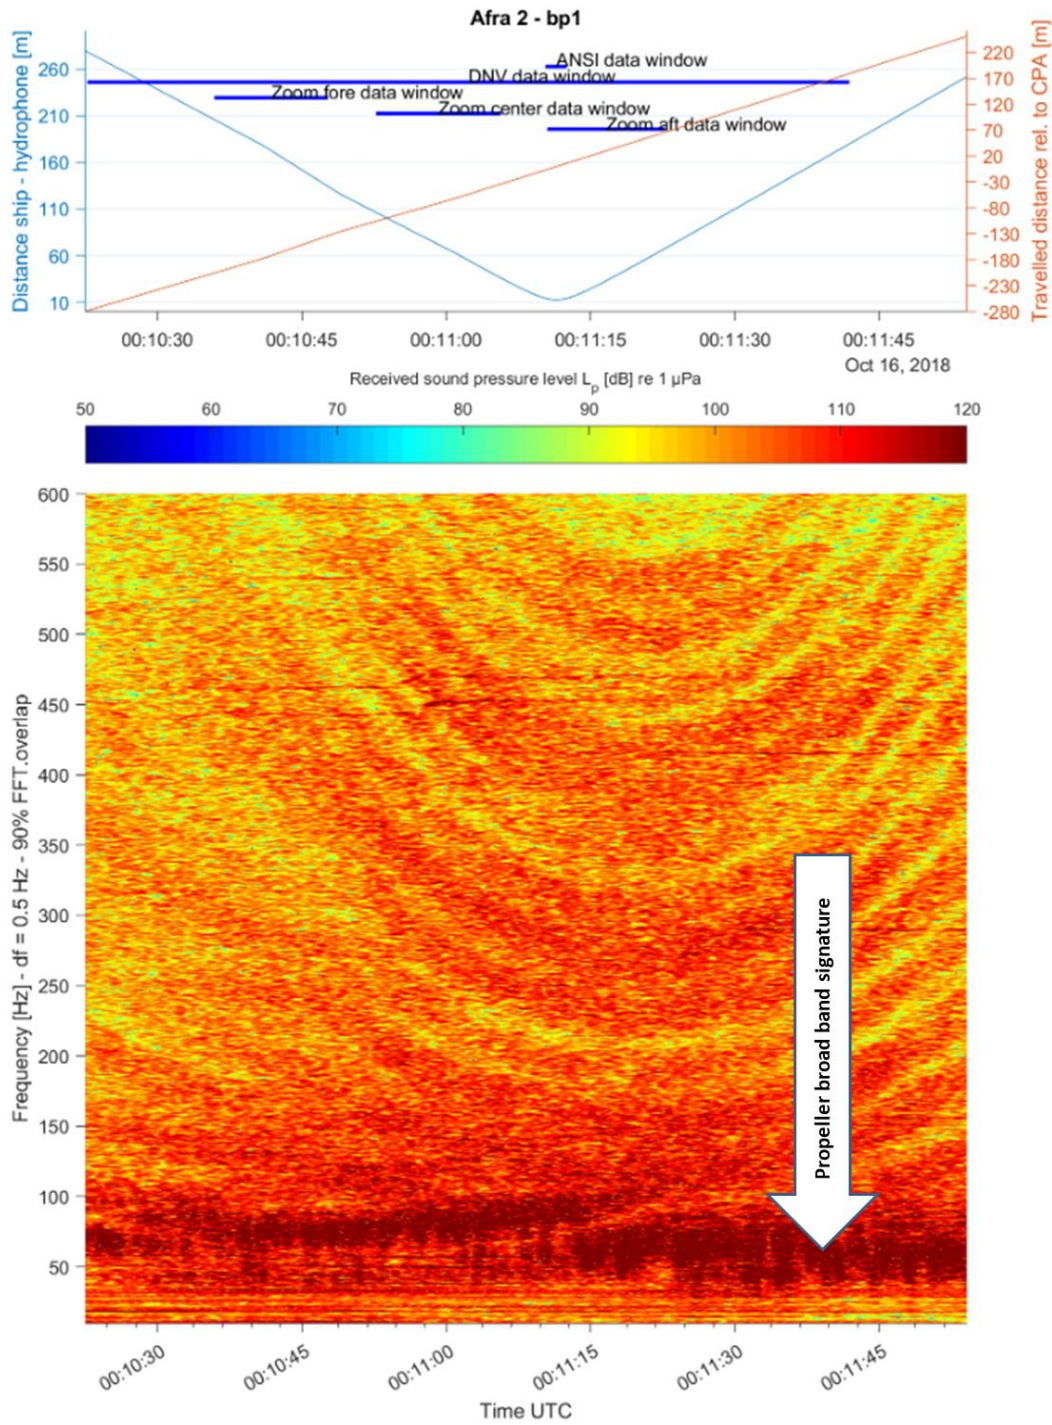 Afra 2 - bp1
Distance ship - hydrophone [m]
260
210
160
110
60
10
ANSI data window
DNV data window
Zoom fore data window
Zoom center data window
Zoom aft data window
220
170
120
70
20
-30
-80
-130
-180
-230
-280
Travelled distance rel. to CPA [m]
00:10:30 00:10:45 00:11:00 00:11:15 00:11:30 00:11:45
Oct 16, 2018
Received sound pressure level Lp [dB] re 1 µPa
50 60 70 80 90 100 110 120
Frequency [Hz] - df = 0.5 Hz - 90% FFT.overlap
600
550
500
450
400
350
300
250
200
150
100
50
Propeller broad band signature
00:10:30 00:10:45 00:11:00 00:11:15 00:11:30 00:11:45
Time UTC